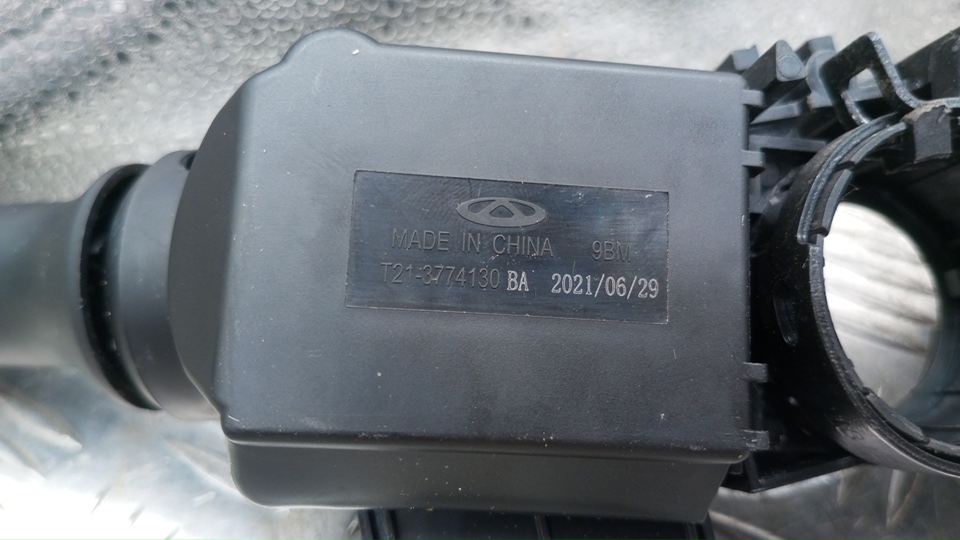 MADE IN CHINA 9BM
T21-3774130 BA 2021/06/29